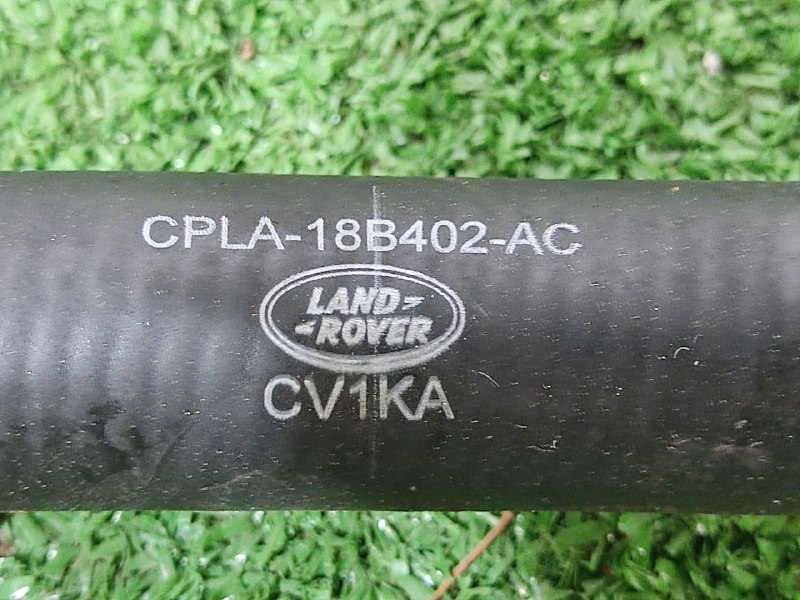 CPLA-18B402-AC
LAND
ROVER
CV1KA